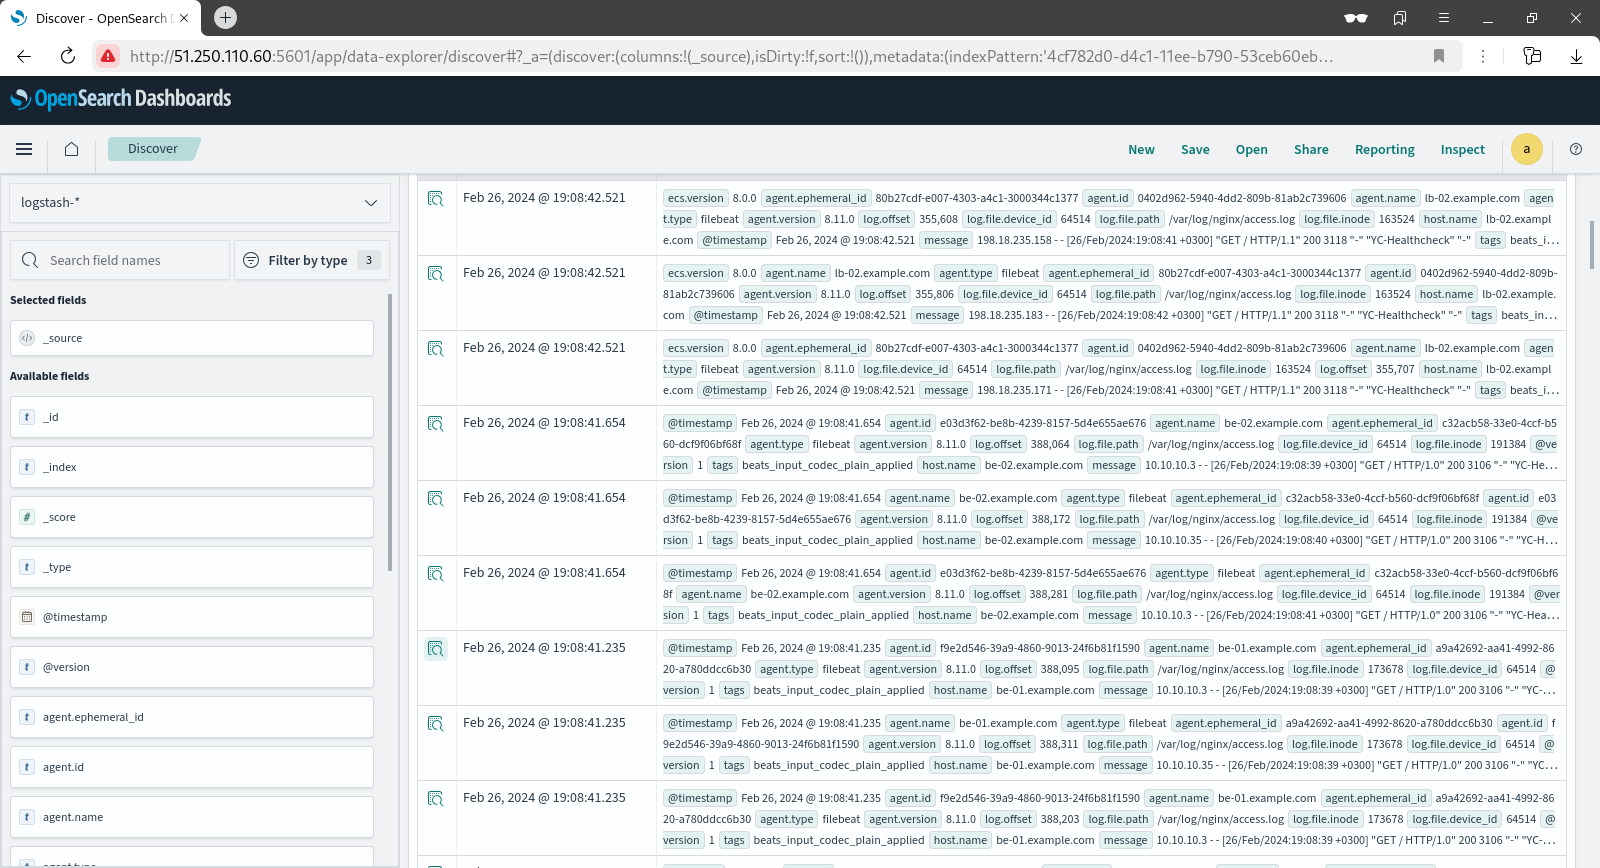 Discover - OpenSearch D
http://51.250.110.60:5601/app/data-explorer/discover#?_a=(discover:(columns:!(_source),isDirty:!f,sort:!()),metadata:(indexPattern:'4cf782d0-d4c1-11ee-b790-53ceb60eb…
OpenSearch Dashboards
Discover
New Save Open Share Reporting Inspect a
logstash-*
Search field names
Filter by type 3
Selected fields
_source
Available fields
t _id
t _index
# _score
t _type
@timestamp
t @version
t agent.ephemeral_id
t agent.id
t agent.name
Feb 26, 2024 @ 19:08:42.521
ecs.version 8.0.0 agent.ephemeral_id 80b27cdf-e007-4303-a4c1-3000344c1377 agent.id 0402d962-5940-4dd2-809b-81ab2c739606 agent.name lb-02.example.com agen
t.type filebeat agent.version 8.11.0 log.offset 355,608 log.file.device_id 64514 log.file.path /var/log/nginx/access.log log.file.inode 163524 host.name lb-02.exampl
e.com @timestamp Feb 26, 2024 @ 19:08:42.521 message 198.18.235.158 - - [26/Feb/2024:19:08:41 +0300] "GET / HTTP/1.1" 200 3118 "-" "YC-Healthcheck" "-" tags beats_i…
Feb 26, 2024 @ 19:08:42.521
ecs.version 8.0.0 agent.name lb-02.example.com agent.type filebeat agent.ephemeral_id 80b27cdf-e007-4303-a4c1-3000344c1377 agent.id 0402d962-5940-4dd2-809b-
81ab2c739606 agent.version 8.11.0 log.offset 355,806 log.file.device_id 64514 log.file.path /var/log/nginx/access.log log.file.inode 163524 host.name lb-02.example.
com @timestamp Feb 26, 2024 @ 19:08:42.521 message 198.18.235.183 - - [26/Feb/2024:19:08:42 +0300] "GET / HTTP/1.1" 200 3118 "-" "YC-Healthcheck" "-" tags beats_in…
Feb 26, 2024 @ 19:08:42.521
ecs.version 8.0.0 agent.ephemeral_id 80b27cdf-e007-4303-a4c1-3000344c1377 agent.id 0402d962-5940-4dd2-809b-81ab2c739606 agent.name lb-02.example.com agen
t.type filebeat agent.version 8.11.0 log.file.device_id 64514 log.file.path /var/log/nginx/access.log log.file.inode 163524 log.offset 355,707 host.name lb-02.exampl
e.com @timestamp Feb 26, 2024 @ 19:08:42.521 message 198.18.235.171 - - [26/Feb/2024:19:08:41 +0300] "GET / HTTP/1.1" 200 3118 "-" "YC-Healthcheck" "-" tags beats_i…
Feb 26, 2024 @ 19:08:41.654
@timestamp Feb 26, 2024 @ 19:08:41.654 agent.id e03d3f62-be8b-4239-8157-5d4e655ae676 agent.name be-02.example.com agent.ephemeral_id c32acb58-33e0-4ccf-b5
60-dcf9f06bf68f agent.type filebeat agent.version 8.11.0 log.offset 388,064 log.file.path /var/log/nginx/access.log log.file.device_id 64514 log.file.inode 191384 @ve
rsion 1 tags beats_input_codec_plain_applied host.name be-02.example.com message 10.10.10.3 - - [26/Feb/2024:19:08:39 +0300] "GET / HTTP/1.0" 200 3106 "-" "YC-He…
Feb 26, 2024 @ 19:08:41.654
@timestamp Feb 26, 2024 @ 19:08:41.654 agent.name be-02.example.com agent.type filebeat agent.ephemeral_id c32acb58-33e0-4ccf-b560-dcf9f06bf68f agent.id e03
d3f62-be8b-4239-8157-5d4e655ae676 agent.version 8.11.0 log.offset 388,172 log.file.path /var/log/nginx/access.log log.file.device_id 64514 log.file.inode 191384 @ve
rsion 1 tags beats_input_codec_plain_applied host.name be-02.example.com message 10.10.10.35 - - [26/Feb/2024:19:08:40 +0300] "GET / HTTP/1.0" 200 3106 "-" "YC-H…
Feb 26, 2024 @ 19:08:41.654
@timestamp Feb 26, 2024 @ 19:08:41.654 agent.id e03d3f62-be8b-4239-8157-5d4e655ae676 agent.type filebeat agent.ephemeral_id c32acb58-33e0-4ccf-b560-dcf9f06bf6
8f agent.name be-02.example.com agent.version 8.11.0 log.offset 388,281 log.file.path /var/log/nginx/access.log log.file.device_id 64514 log.file.inode 191384 @ver
sion 1 tags beats_input_codec_plain_applied host.name be-02.example.com message 10.10.10.3 - - [26/Feb/2024:19:08:41 +0300] "GET / HTTP/1.0" 200 3106 "-" "YC-Hea…
Feb 26, 2024 @ 19:08:41.235
@timestamp Feb 26, 2024 @ 19:08:41.235 agent.id f9e2d546-39a9-4860-9013-24f6b81f1590 agent.name be-01.example.com agent.ephemeral_id a9a42692-aa41-4992-86
20-a780ddcc6b30 agent.type filebeat agent.version 8.11.0 log.offset 388,095 log.file.path /var/log/nginx/access.log log.file.inode 173678 log.file.device_id 64514 @
version 1 tags beats_input_codec_plain_applied host.name be-01.example.com message 10.10.10.3 - - [26/Feb/2024:19:08:39 +0300] "GET / HTTP/1.0" 200 3106 "-" "YC-…
Feb 26, 2024 @ 19:08:41.235
@timestamp Feb 26, 2024 @ 19:08:41.235 agent.name be-01.example.com agent.type filebeat agent.ephemeral_id a9a42692-aa41-4992-8620-a780ddcc6b30 agent.id f
9e2d546-39a9-4860-9013-24f6b81f1590 agent.version 8.11.0 log.offset 388,311 log.file.path /var/log/nginx/access.log log.file.inode 173678 log.file.device_id 64514 @
version 1 tags beats_input_codec_plain_applied host.name be-01.example.com message 10.10.10.35 - - [26/Feb/2024:19:08:39 +0300] "GET / HTTP/1.0" 200 3106 "-" "YC…
Feb 26, 2024 @ 19:08:41.235
@timestamp Feb 26, 2024 @ 19:08:41.235 agent.id f9e2d546-39a9-4860-9013-24f6b81f1590 agent.name be-01.example.com agent.ephemeral_id a9a42692-aa41-4992-86
20-a780ddcc6b30 agent.type filebeat agent.version 8.11.0 log.offset 388,203 log.file.path /var/log/nginx/access.log log.file.inode 173678 log.file.device_id 64514 @
version 1 tags beats_input_codec_plain_applied host.name be-01.example.com message 10.10.10.3 - - [26/Feb/2024:19:08:39 +0300] "GET / HTTP/1.0" 200 3106 "-" "YC-…